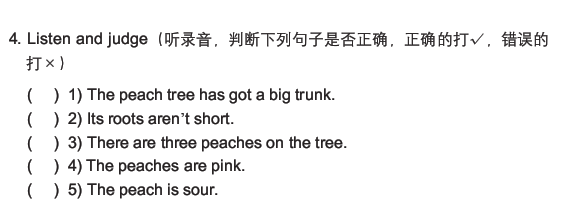 4. Listen and judge（听录音，判断下列句子是否正确，正确的打✓，错误的
打×）
(   ) 1) The peach tree has got a big trunk.
(   ) 2) Its roots aren't short.
(   ) 3) There are three peaches on the tree.
(   ) 4) The peaches are pink.
(   ) 5) The peach is sour.